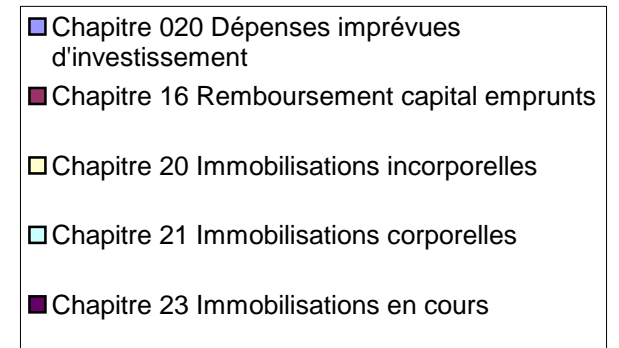 Chapitre 020 Dépenses imprévues
d'investissement
Chapitre 16 Remboursement capital emprunts
Chapitre 20 Immobilisations incorporelles
Chapitre 21 Immobilisations corporelles
Chapitre 23 Immobilisations en cours